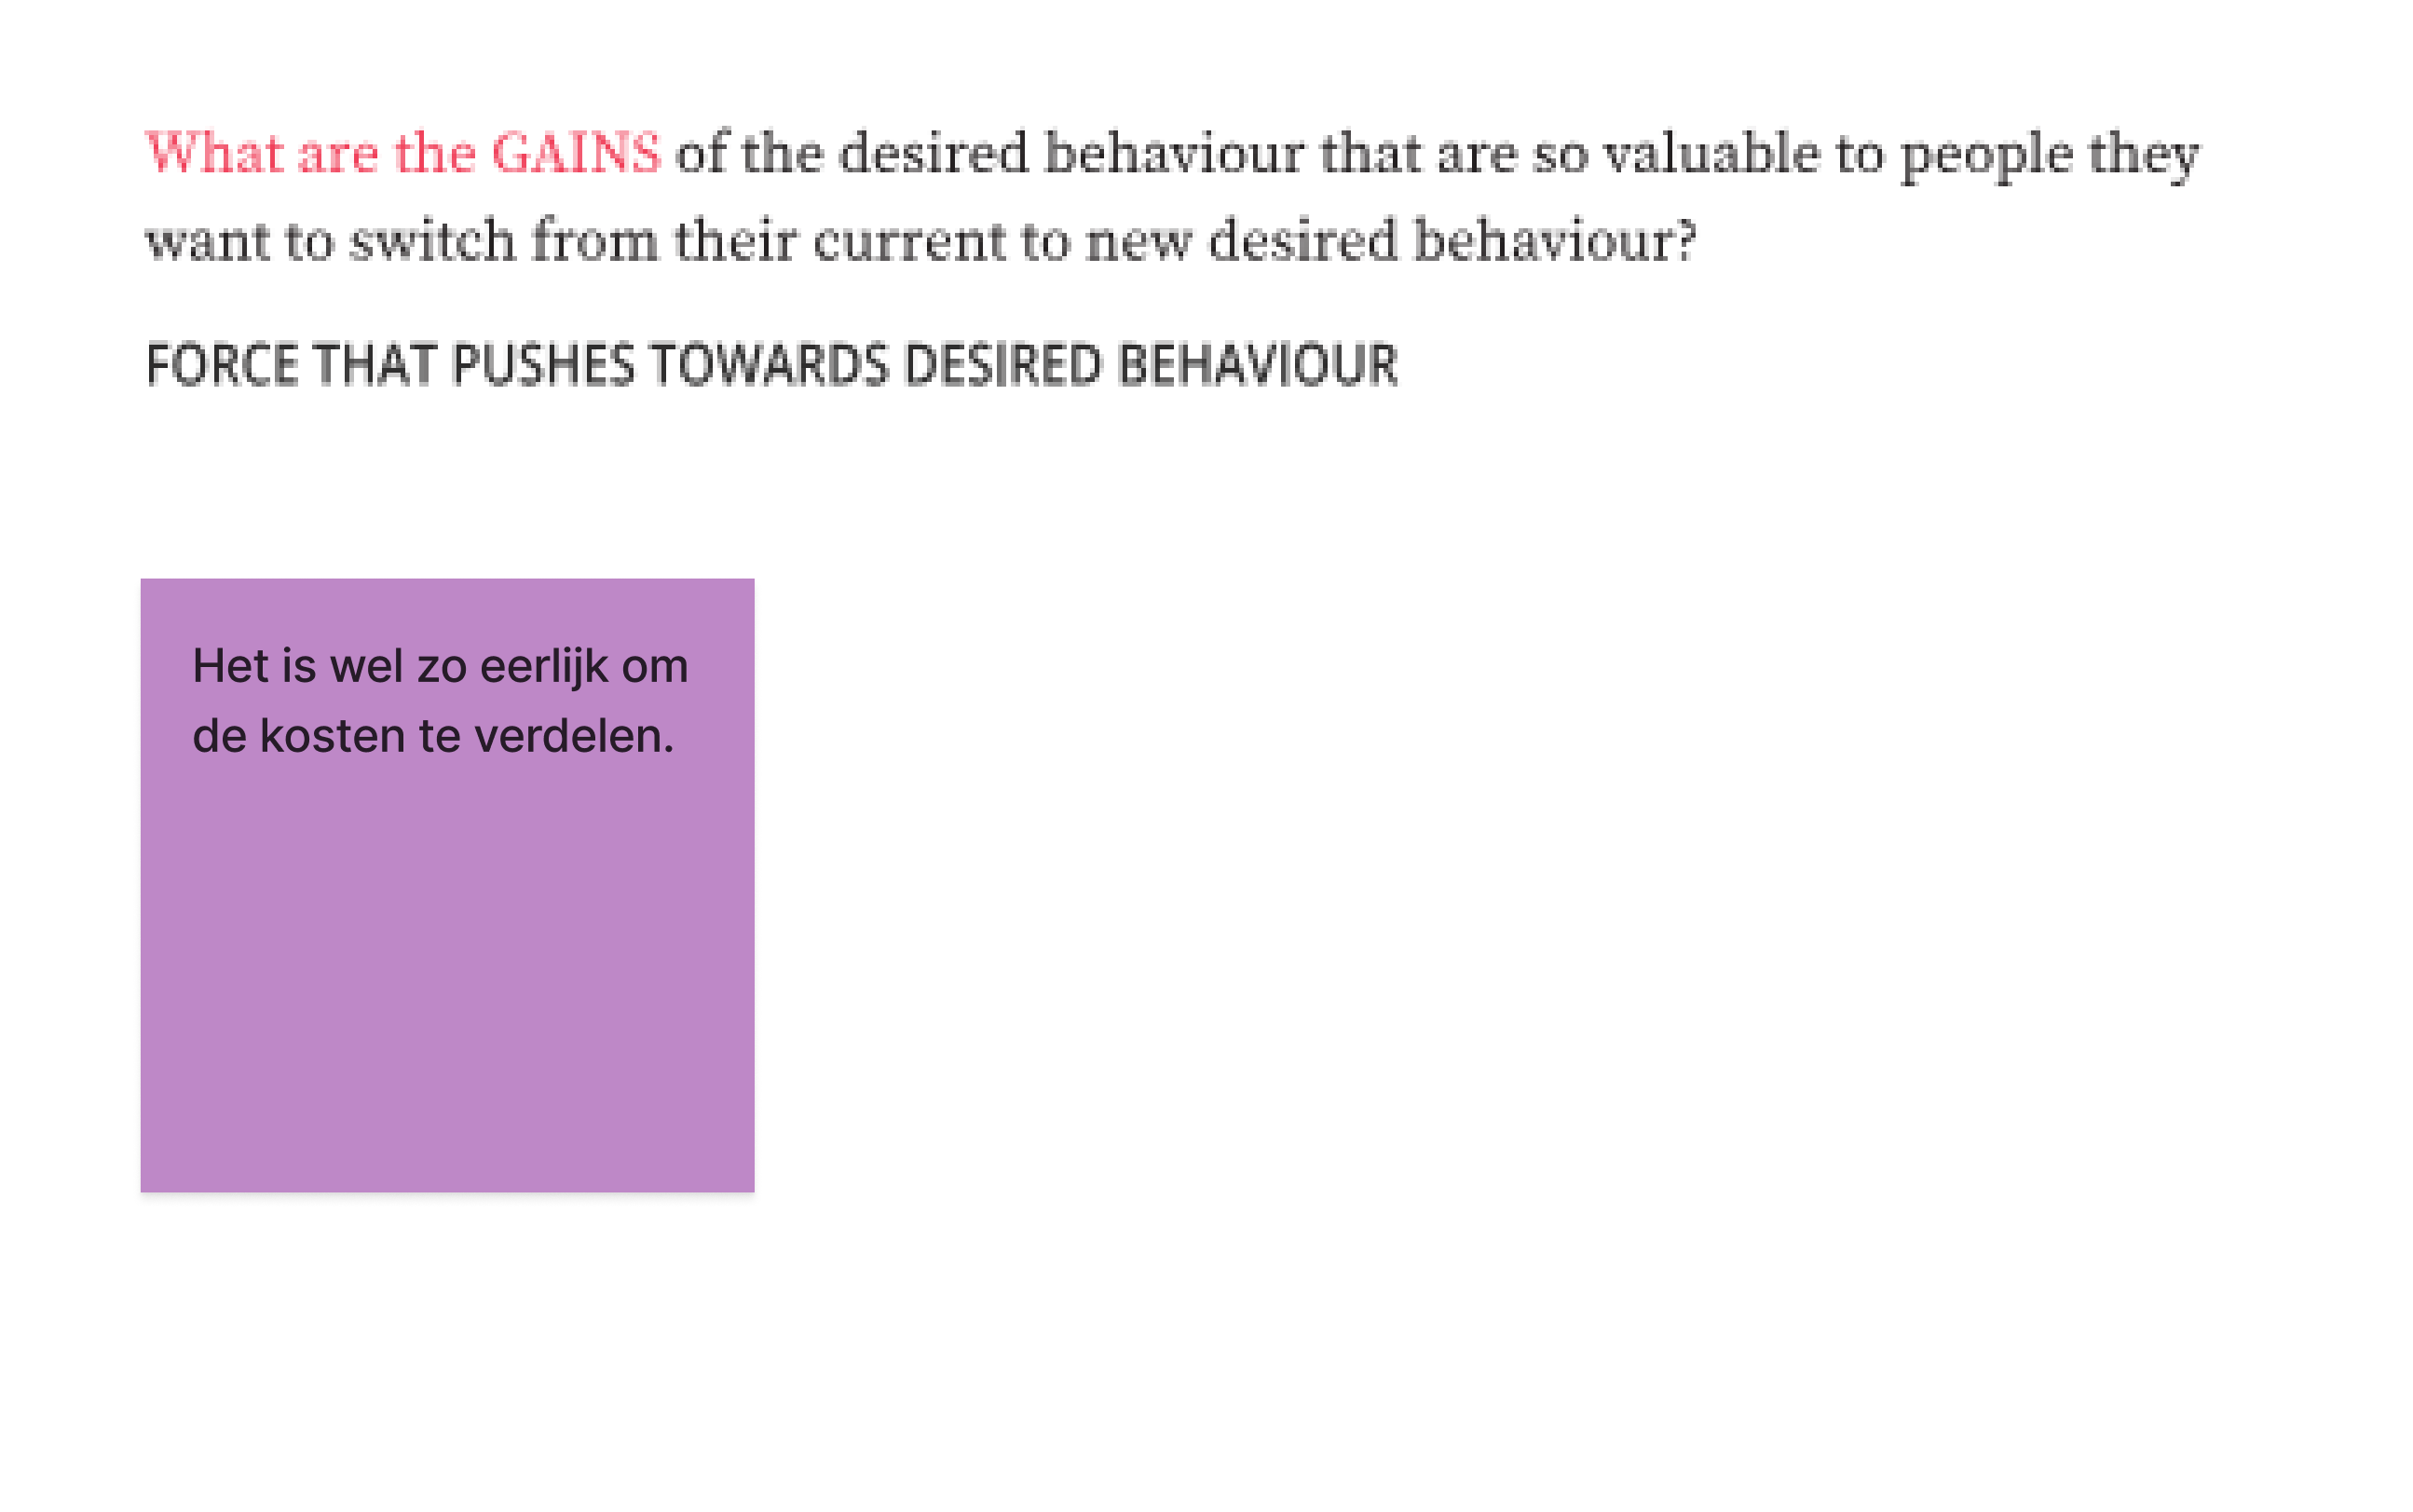 What are the GAINS of the desired behaviour that are so valuable to people they
want to switch from their current to new desired behaviour?
FORCE THAT PUSHES TOWARDS DESIRED BEHAVIOUR
Het is wel zo eerlijk om
de kosten te verdelen.